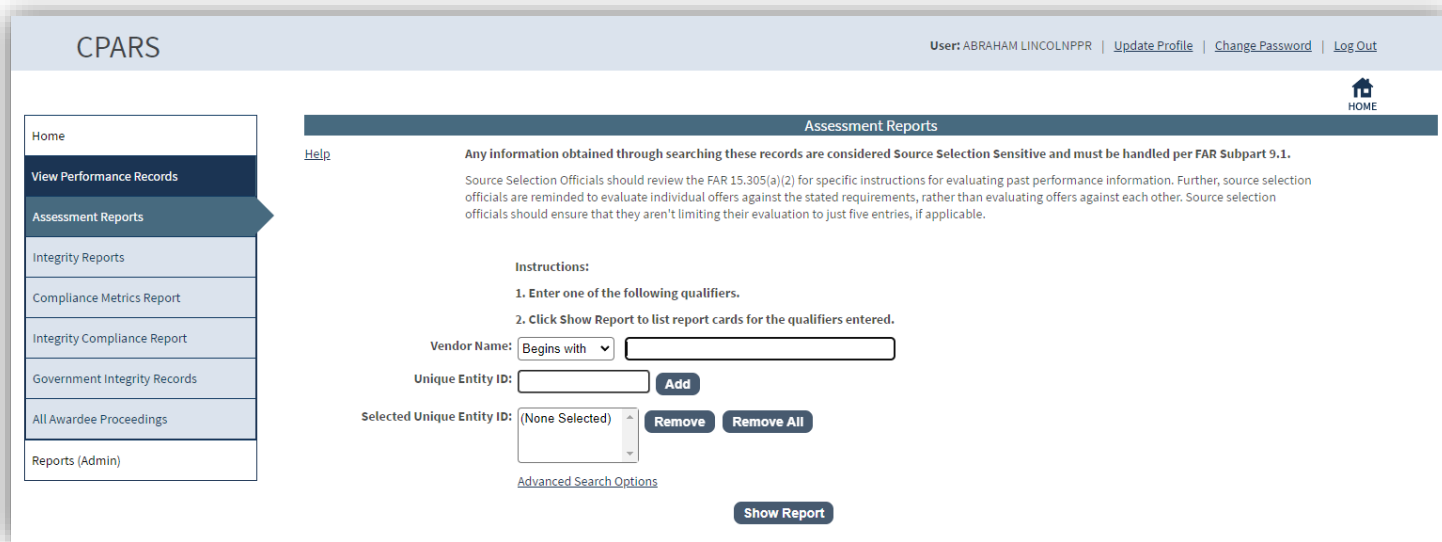 CPARS
User: ABRAHAM LINCOLNPPR | Update Profile | Change Password | Log Out
HOME
Home
View Performance Records
Assessment Reports
Integrity Reports
Compliance Metrics Report
Integrity Compliance Report
Government Integrity Records
All Awardee Proceedings
Reports (Admin)
Assessment Reports
Help
Any information obtained through searching these records are considered Source Selection Sensitive and must be handled per FAR Subpart 9.1.
Source Selection Officials should review the FAR 15.305(a)(2) for specific instructions for evaluating past performance information. Further, source selection
officials are reminded to evaluate individual offers against the stated requirements, rather than evaluating offers against each other. Source selection
officials should ensure that they aren't limiting their evaluation to just five entries, if applicable.
Instructions:
1. Enter one of the following qualifiers.
2. Click Show Report to list report cards for the qualifiers entered.
Vendor Name: Begins with
Unique Entity ID: Add
Selected Unique Entity ID: (None Selected) Remove Remove All
Advanced Search Options
Show Report